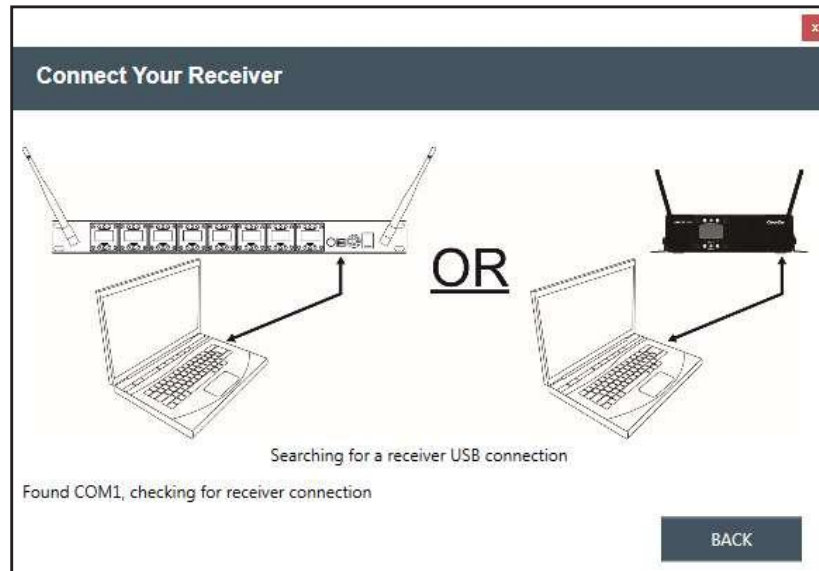 x
Connect Your Receiver
OR
Searching for a receiver USB connection
Found COM1, checking for receiver connection
BACK